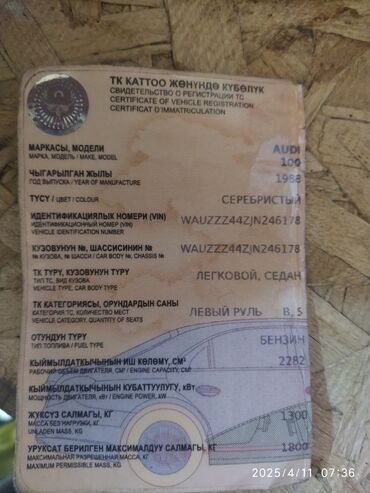 ТК КАТТОО ЖӨНҮНДӨ КҮБӨЛҮК
СВИДЕТЕЛЬСТВО О РЕГИСТРАЦИИ ТС
CERTIFICATE OF VEHICLE REGISTRATION
CERTIFICAT D'IMMATRICULATION
МАРКАСЫ, МОДЕЛИ
МАРКА, МОДЕЛЬ / MAKE, MODEL
AUDI
100
ЧЫГАРЫЛГАН ЖЫЛЫ
ГОД ВЫПУСКА / YEAR OF MANUFACTURE
1988
ТҮСҮ / ЦВЕТ / COLOUR
СЕРЕБРИСТЫЙ
ИДЕНТИФИКАЦИЯЛЫК НОМЕРИ (VIN)
ИДЕНТИФИКАЦИОННЫЙ НОМЕР (VIN)
VEHICLE IDENTIFICATION NUMBER
WAUZZZ44ZJN246178
КУЗОВУНУН №, ШАССИСИНИН №
№ КУЗОВА, № ШАССИ / CAR BODY №, CHASSIS №
WAUZZZ44ZJN246178
ТК ТҮРҮ, КУЗОВУНУН ТҮРҮ
ТИП ТС, ВИД КУЗОВА
VEHICLE TYPE, CAR BODY TYPE
ЛЕГКОВОЙ, СЕДАН
ТК КАТЕГОРИЯСЫ, ОРУНДАРДЫН САНЫ
КАТЕГОРИЯ ТС, КОЛИЧЕСТВО МЕСТ
VEHICLE CATEGORY, QUANTITY OF SEATS
ЛЕВЫЙ РУЛЬ B, 5
ОТУНДУН ТҮРҮ
ТИП ТОПЛИВА / FUEL TYPE
БЕНЗИН
КЫЙМЫЛДАТКЫЧЫНЫН ИШ КӨЛӨМҮ, СМ³
РАБОЧИЙ ОБЪЕМ ДВИГАТЕЛЯ, СМ³ / ENGINE CAPACITY, СМ³
2282
КЫЙМЫЛДАТКЫЧЫНЫН КУБАТТУУЛУГУ, кВт
МОЩНОСТЬ ДВИГАТЕЛЯ, кВт / ENGINE POWER, kW
ЖҮКСҮЗ САЛМАГЫ, КГ
МАССА БЕЗ НАГРУЗКИ, КГ
UNLADEN MASS, KG
1300
УРУКСАТ БЕРИЛГЕН МАКСИМАЛДУУ САЛМАГЫ, КГ
МАКСИМАЛЬНАЯ РАЗРЕШЕННАЯ МАССА, КГ
MAXIMUM PERMISSIBLE MASS, KG
1800
2025/4/11 07:36